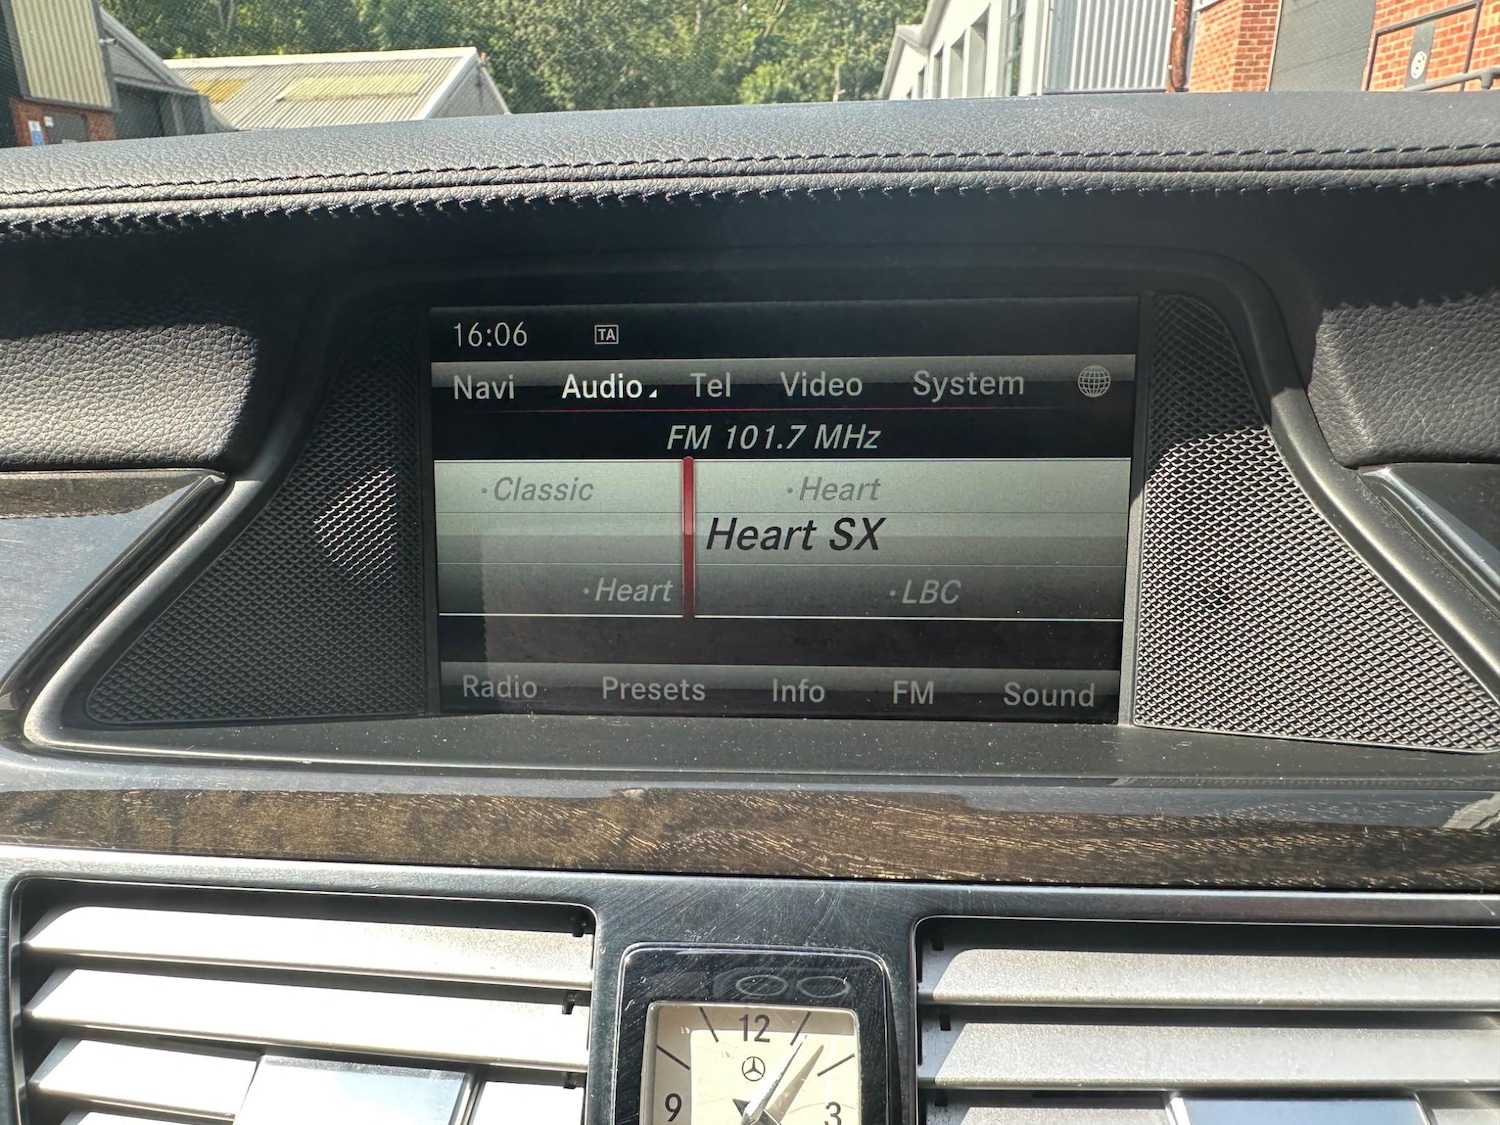 16:06 TA
Navi Audio Tel Video System
FM 101.7 MHz
·Classic ·Heart
Heart SX
·Heart ·LBC
Radio Presets Info FM Sound
12
9 3